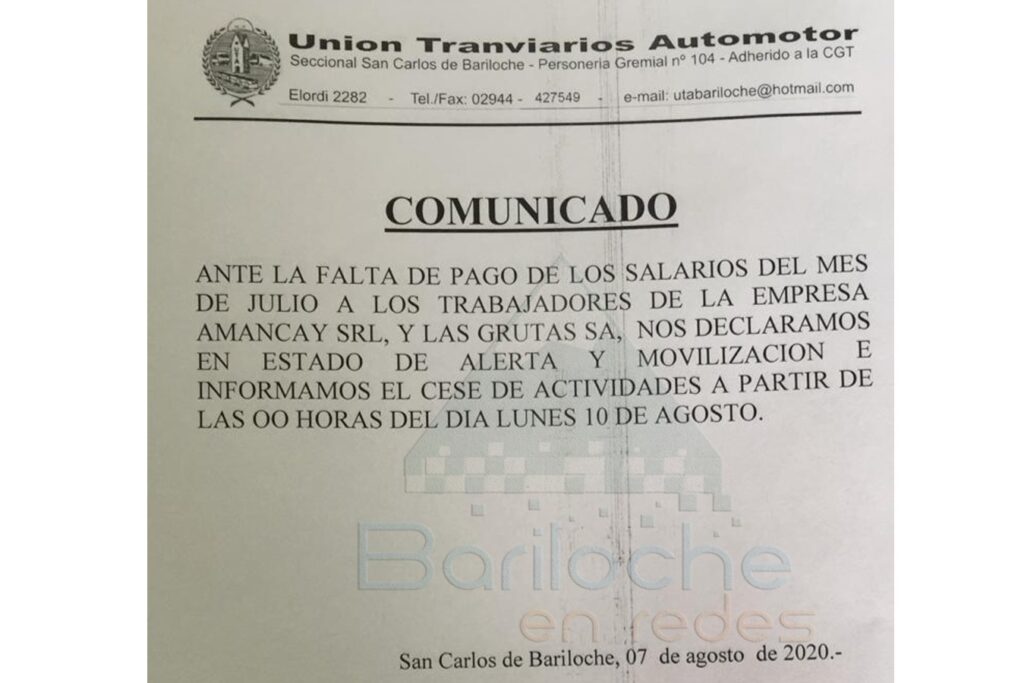 Union Tranviarios Automotor
Seccional San Carlos de Bariloche - Personeria Gremial nº 104 - Adherido a la CGT
Elordi 2282 - Tel./Fax: 02944 - 427549 - e-mail: utabariloche@hotmail.com
COMUNICADO
ANTE LA FALTA DE PAGO DE LOS SALARIOS DEL MES
DE JULIO A LOS TRABAJADORES DE LA EMPRESA
AMANCAY SRL, Y LAS GRUTAS SA, NOS DECLARAMOS
EN ESTADO DE ALERTA Y MOVILIZACION E
INFORMAMOS EL CESE DE ACTIVIDADES A PARTIR DE
LAS OO HORAS DEL DIA LUNES 10 DE AGOSTO.
Bariloche
en redes
San Carlos de Bariloche, 07 de agosto de 2020.-